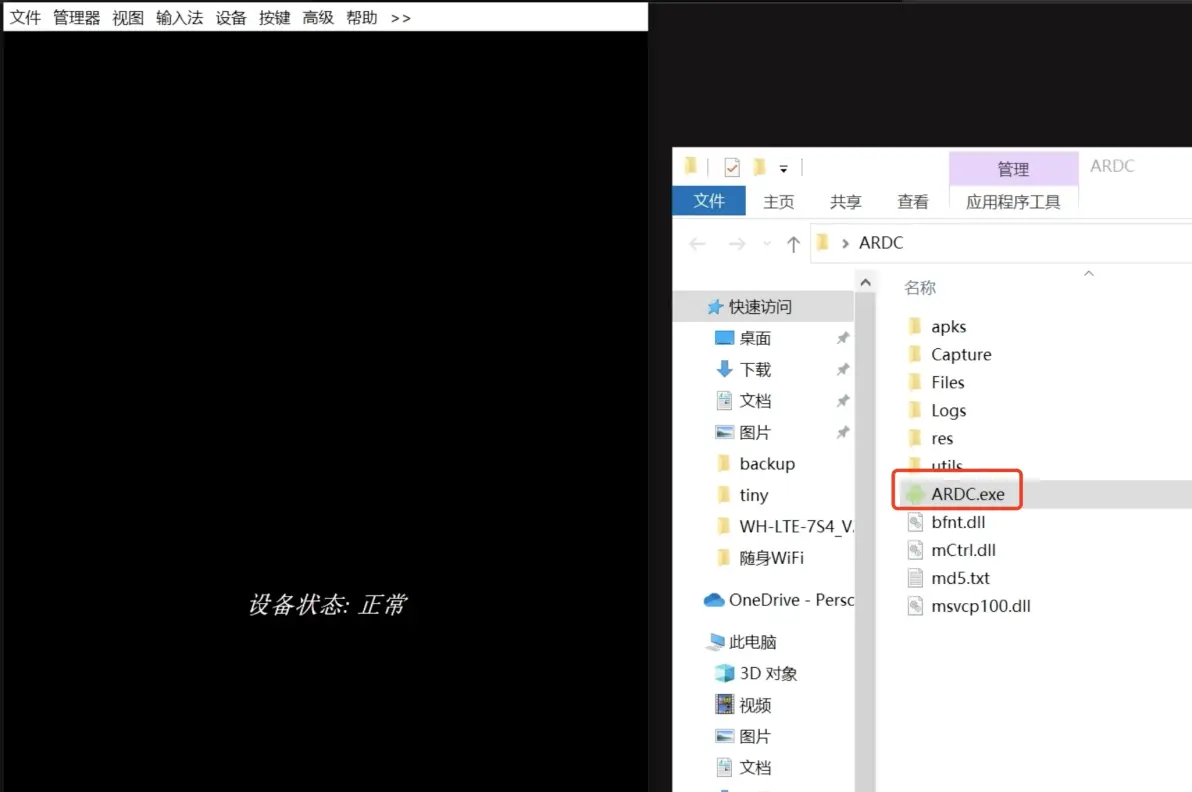 文件 管理器 视图 输入法 设备 按键 高级 帮助 >>
设备状态: 正常
管理 ARDC
文件 主页 共享 查看 应用程序工具
ARDC
名称
快速访问
桌面
下载
文档
图片
backup
tiny
WH-LTE-7S4_V.
随身WiFi
OneDrive - Persc
此电脑
3D 对象
视频
图片
文档
apks
Capture
Files
Logs
res
utils
ARDC.exe
bfnt.dll
mCtrl.dll
md5.txt
msvcp100.dll